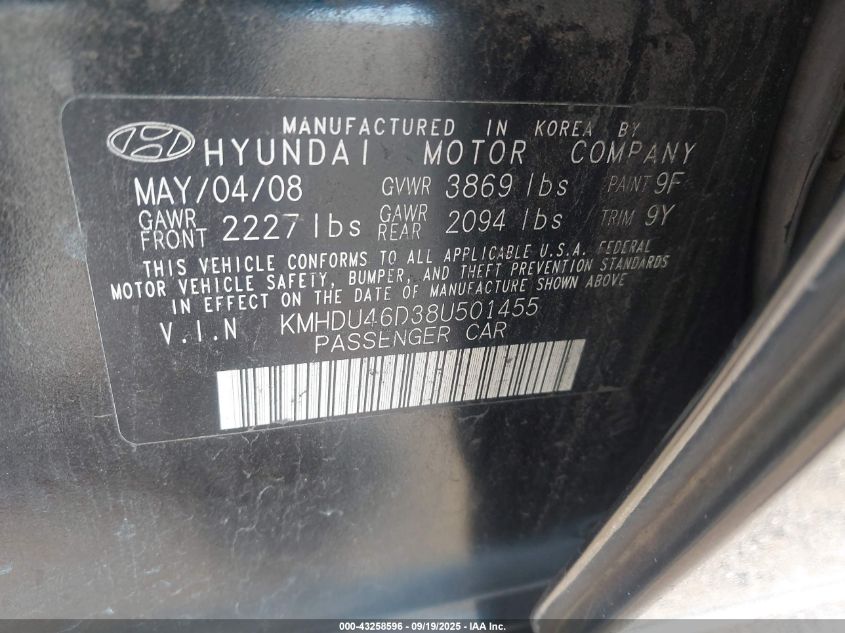 MANUFACTURED IN KOREA BY
HYUNDAI MOTOR COMPANY
MAY/04/08 GVWR 3869 lbs PAINT 9F
GAWR FRONT 2227 lbs GAWR REAR 2094 lbs TRIM 9Y
THIS VEHICLE CONFORMS TO ALL APPLICABLE U.S.A. FEDERAL
MOTOR VEHICLE SAFETY, BUMPER, AND THEFT PREVENTION STANDARDS
IN EFFECT ON THE DATE OF MANUFACTURE SHOWN ABOVE
V.I.N KMHDU46D38U501455
PASSENGER CAR
000-43258596 - 09/19/2025 - IAA Inc.